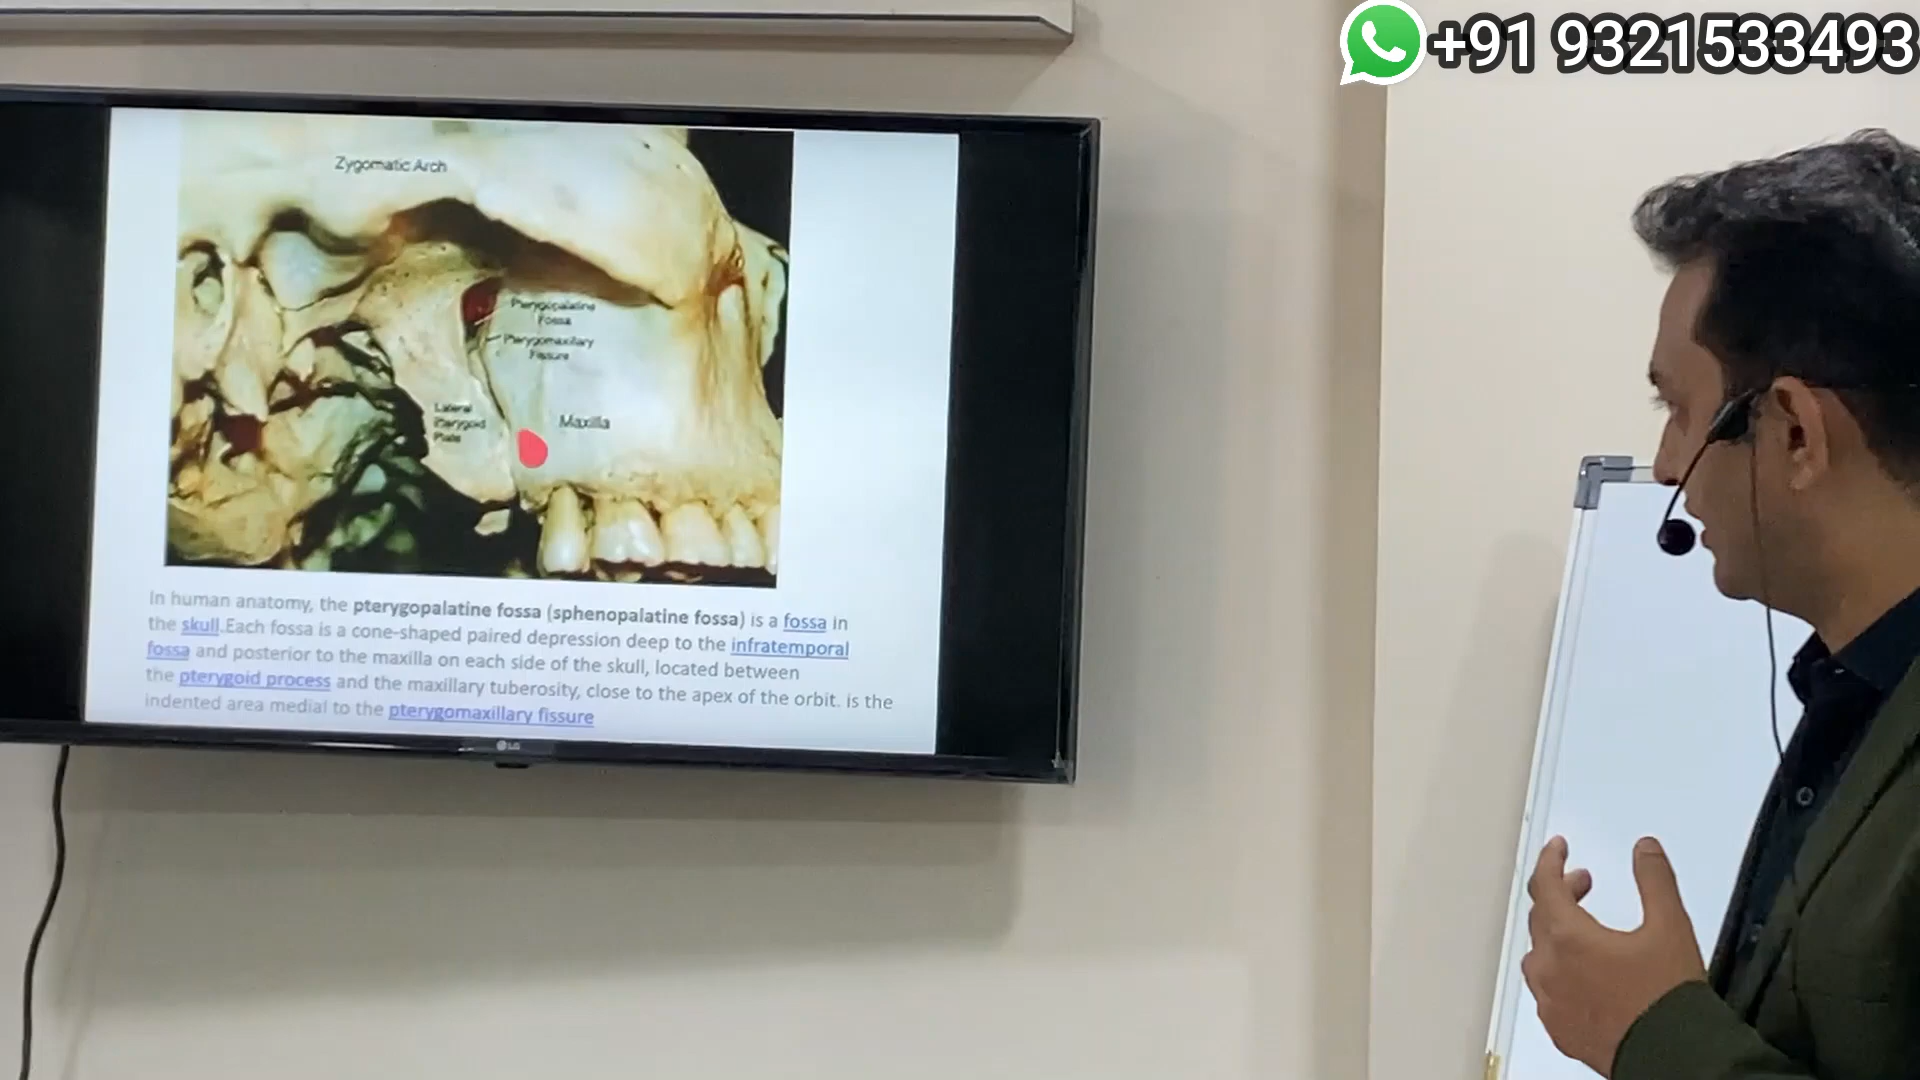 +91 9321533493
Zygomatic Arch
Pterygopalatine
Fossa
Pterygomaxillary
Fissure
Lateral
Pterygoid
Plate
Maxilla
In human anatomy, the pterygopalatine fossa (sphenopalatine fossa) is a fossa in
the skull.Each fossa is a cone-shaped paired depression deep to the infratemporal
fossa and posterior to the maxilla on each side of the skull, located between
the pterygoid process and the maxillary tuberosity, close to the apex of the orbit. is the
indented area medial to the pterygomaxillary fissure
LG